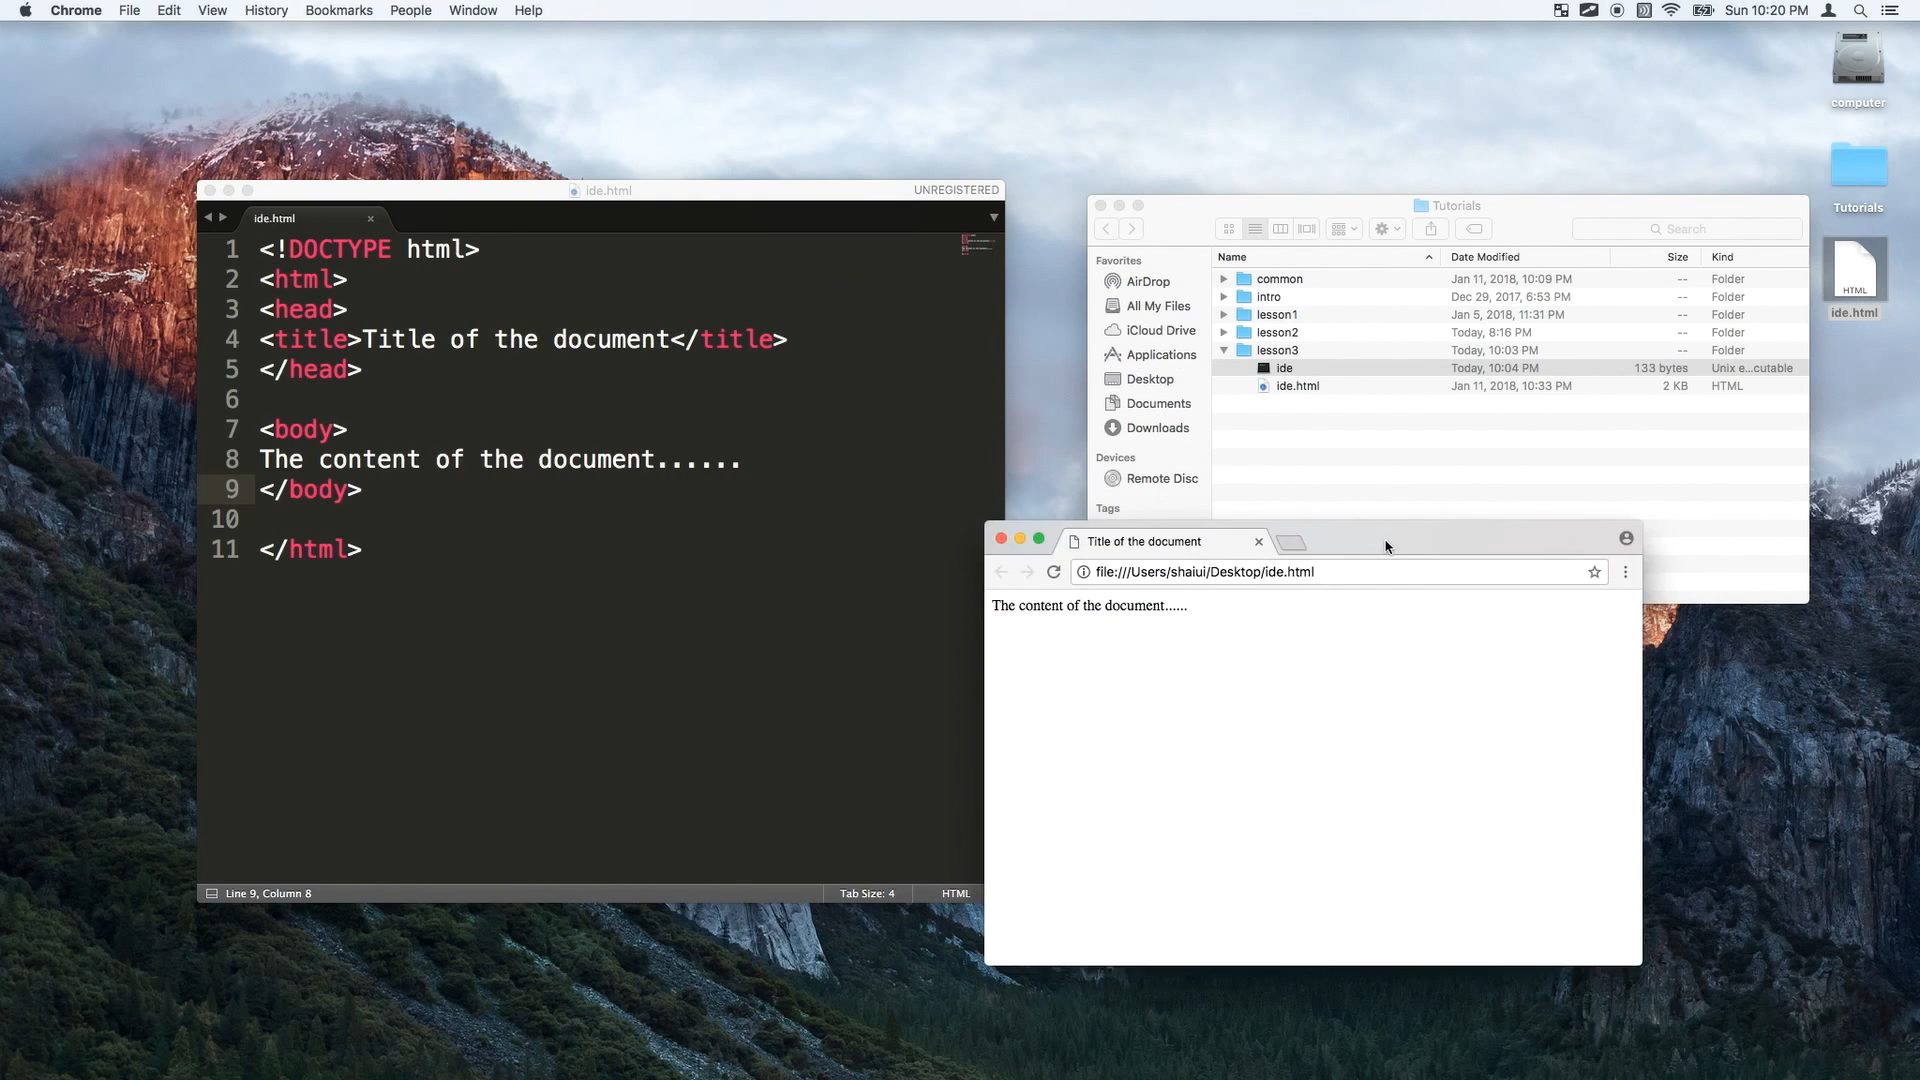 Chrome File Edit View History Bookmarks People Window Help
Sun 10:20 PM
computer
Tutorials
HTML
ide.html
ide.html UNREGISTERED
ide.html
1 <!DOCTYPE html>
2 <html>
3 <head>
4 <title>Title of the document</title>
5 </head>
6
7 <body>
8 The content of the document......
9 </body>
10
11 </html>
Line 9, Column 8 Tab Size: 4 HTML
Tutorials
Search
Favorites
AirDrop
All My Files
iCloud Drive
Applications
Desktop
Documents
Downloads
Devices
Remote Disc
Tags
Name Date Modified Size Kind
common Jan 11, 2018, 10:09 PM -- Folder
intro Dec 29, 2017, 6:53 PM -- Folder
lesson1 Jan 5, 2018, 11:31 PM -- Folder
lesson2 Today, 8:16 PM -- Folder
lesson3 Today, 10:03 PM -- Folder
ide Today, 10:04 PM 133 bytes Unix e...cutable
ide.html Jan 11, 2018, 10:33 PM 2 KB HTML
Title of the document
file:///Users/shaiui/Desktop/ide.html
The content of the document......